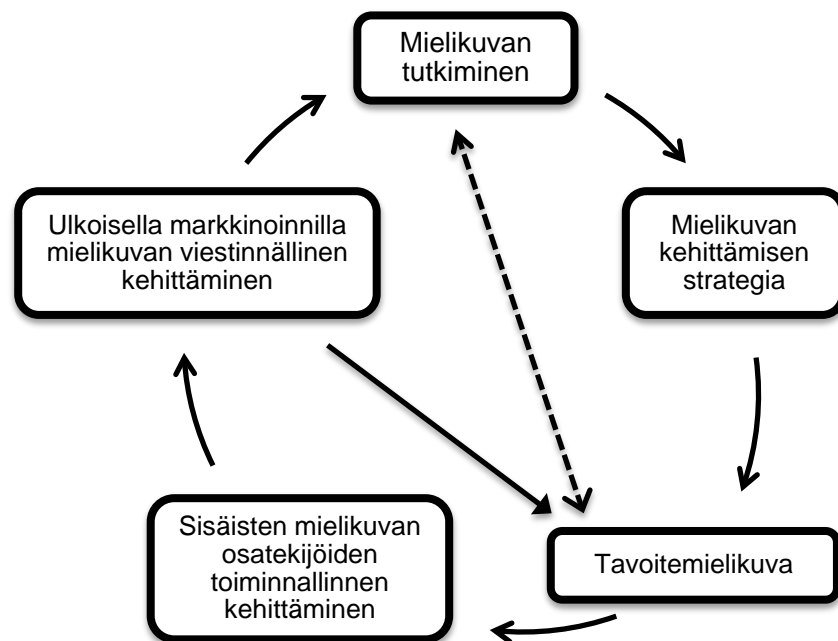 Mielikuvan
tutkiminen
Mielikuvan
kehittämisen
strategia
Tavoitemielikuva
Sisäisten mielikuvan
osatekijöiden
toiminnallinnen
kehittäminen
Ulkoisella markkinoinnilla
mielikuvan viestinnällinen
kehittäminen